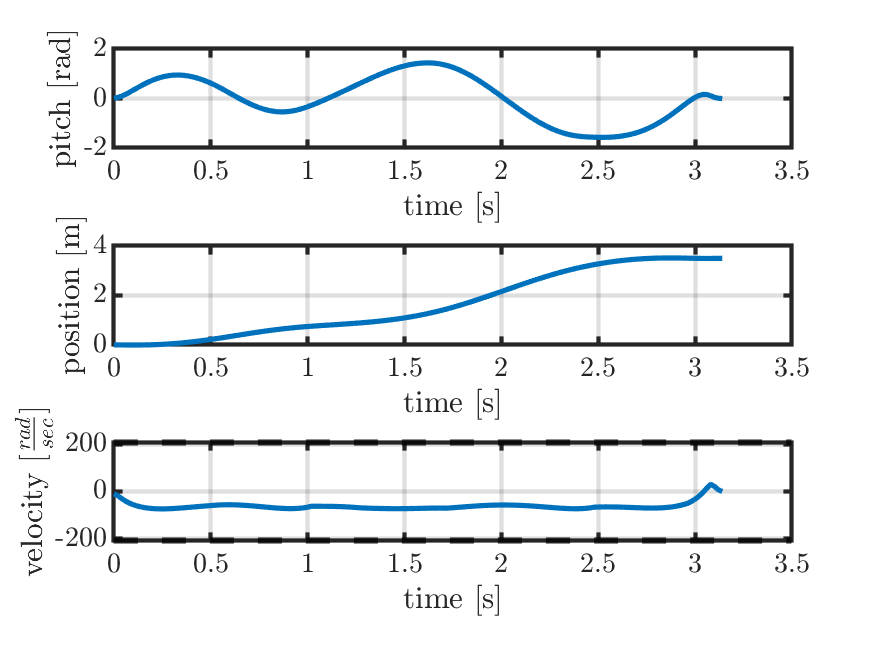 pitch [rad]
2
0
-2
0 0.5 1 1.5 2 2.5 3 3.5
time [s]
position [m]
4
2
0
0 0.5 1 1.5 2 2.5 3 3.5
time [s]
velocity [rad/sec]
200
0
-200
0 0.5 1 1.5 2 2.5 3 3.5
time [s]